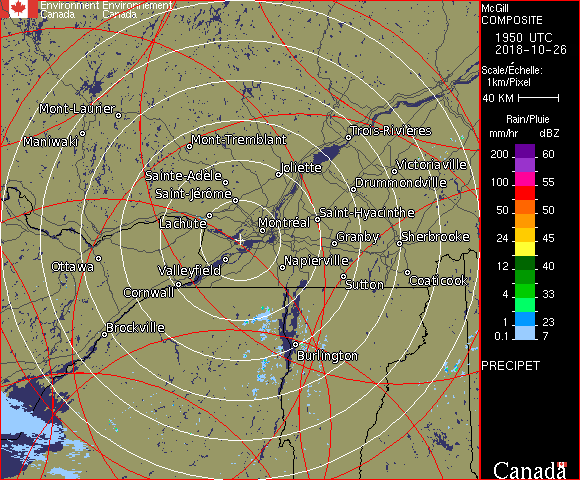 Environment Environnement
Canada Canada
McGill
COMPOSITE
1950 UTC
2018-10-26
Scale/Échelle:
1km/Pixel
40 KM
Rain/Pluie
mm/hr dBZ
200 60
100 55
50 50
24 45
12 40
4 33
1 23
0.1 7
PRECIPET
Canada
Mont-Laurier
Maniwaki
Mont-Tremblant
Trois-Rivières
Joliette
Victoriaville
Sainte-Adèle
Drummondville
Saint-Jérôme
Saint-Hyacinthe
Lachute
Montréal
Granby
Sherbrooke
Ottawa
Valleyfield
Napierville
Cornwall
Sutton
Coaticook
Brockville
Burlington